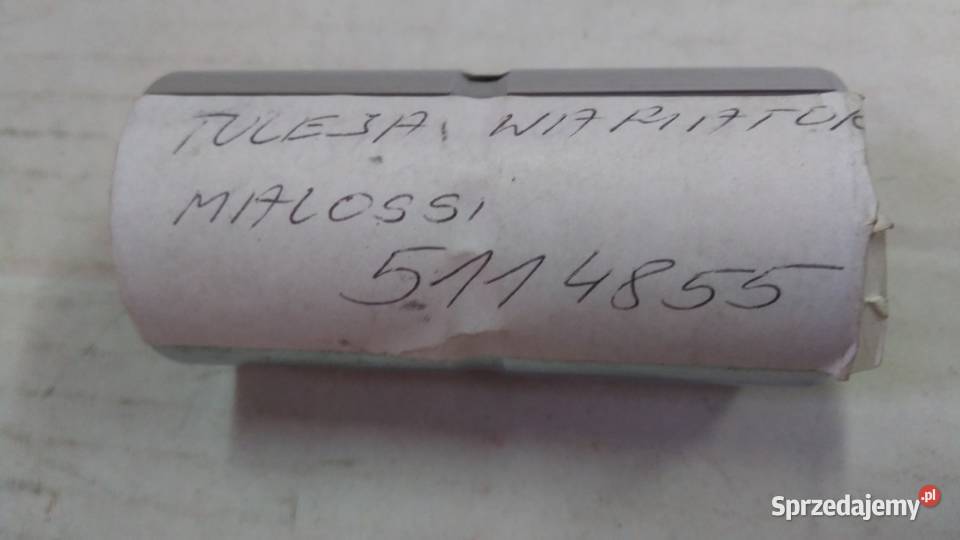 TULEJA, WARIATOR
MALOSSI
5114855
Sprzedajemy.pl